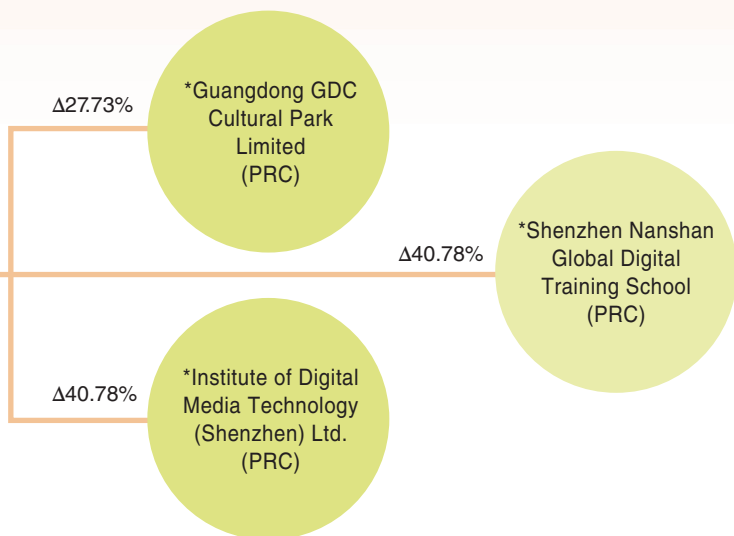 Δ27.73%
*Guangdong GDC
Cultural Park
Limited
(PRC)
Δ40.78%
*Shenzhen Nanshan
Global Digital
Training School
(PRC)
Δ40.78%
*Institute of Digital
Media Technology
(Shenzhen) Ltd.
(PRC)